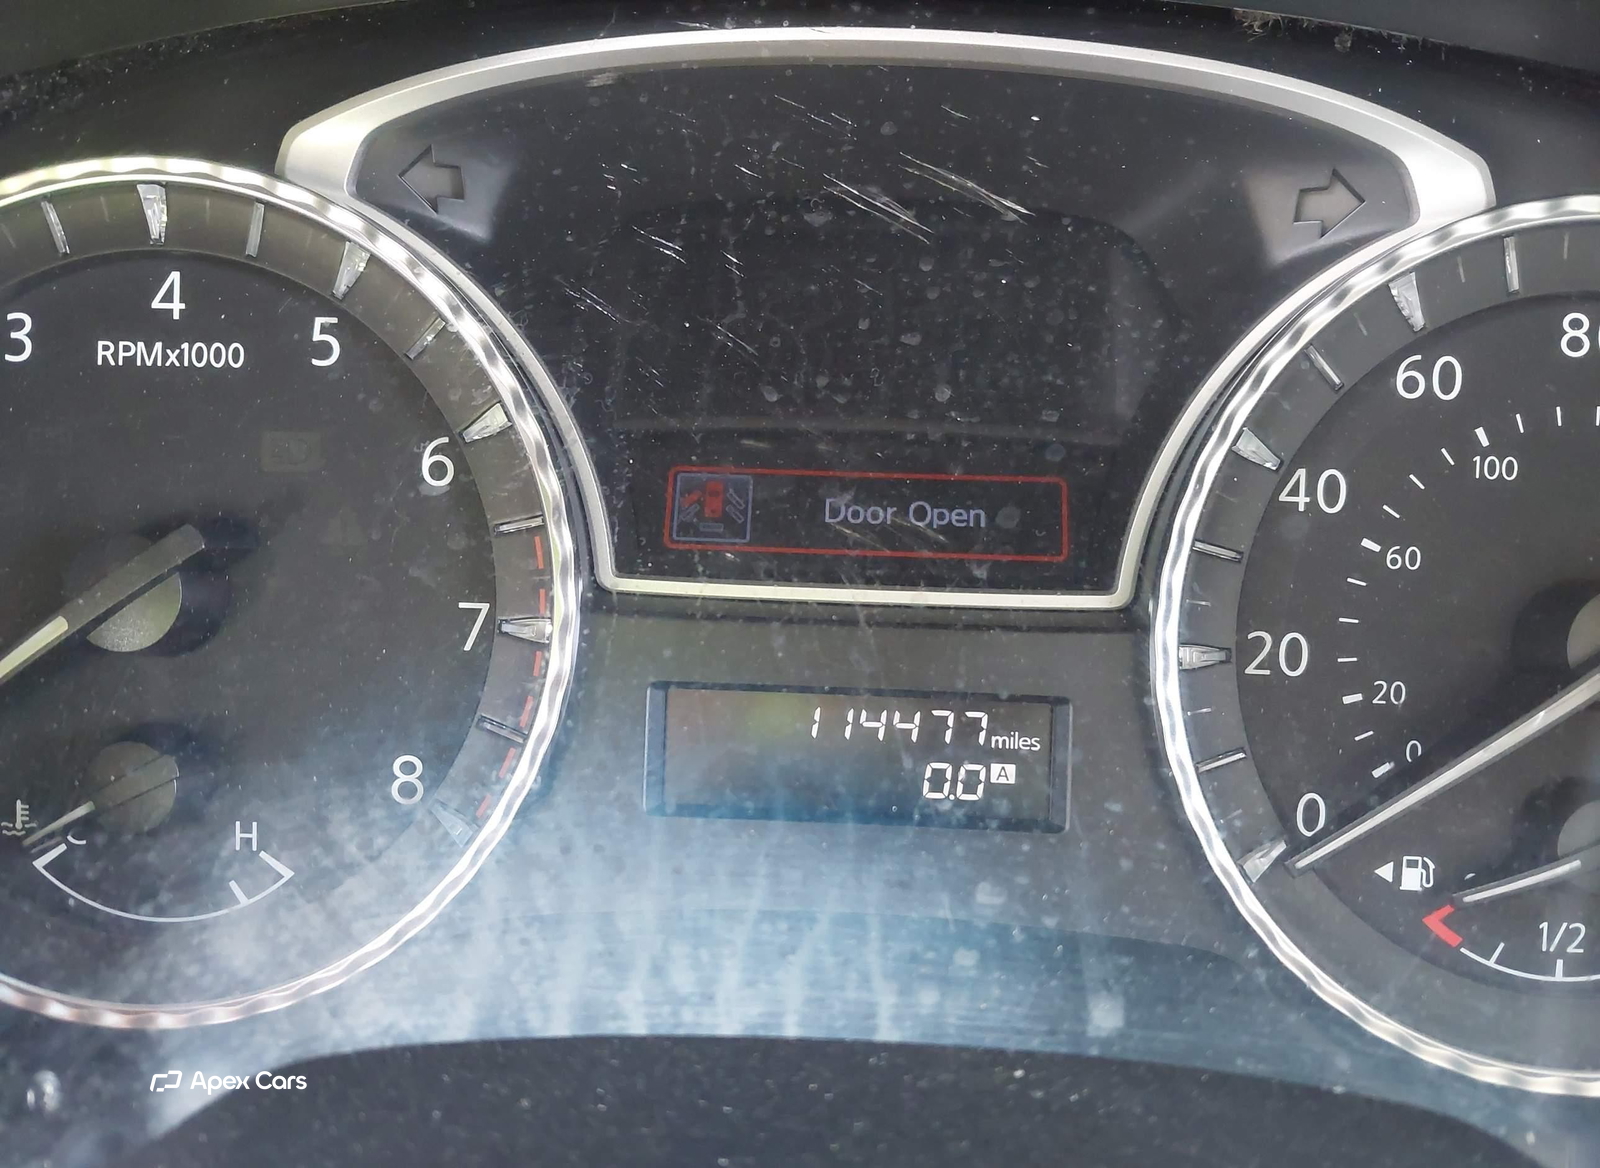 3 4 5 6 7 8
RPMx1000
C H
Door Open
114477 miles
0.0 A
0 20 40 60
0 20 60 100
1/2
Apex Cars